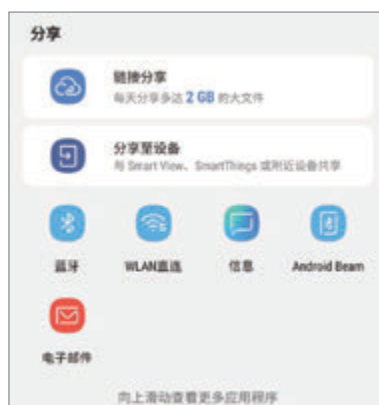 分享
链接分享
每天分享多达 2 GB 的大文件
分享至设备
与 Smart View、SmartThings 或附近设备共享
蓝牙 WLAN直连 信息 Android Beam
电子邮件
向上滑动查看更多应用程序